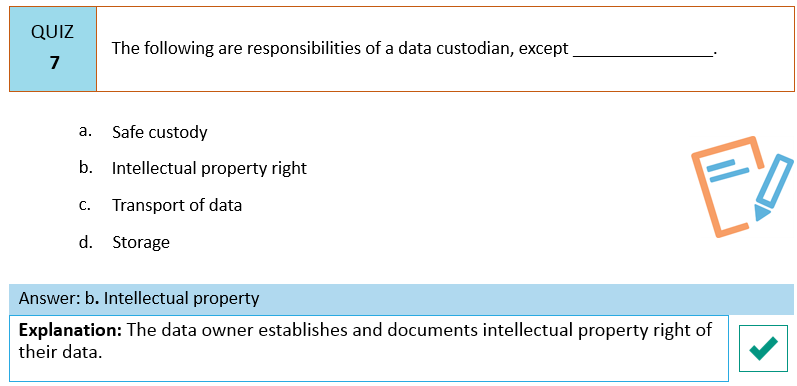 QUIZ
7
The following are responsibilities of a data custodian, except ________________.
a. Safe custody
b. Intellectual property right
c. Transport of data
d. Storage
Answer: b. Intellectual property
Explanation: The data owner establishes and documents intellectual property right of
their data.